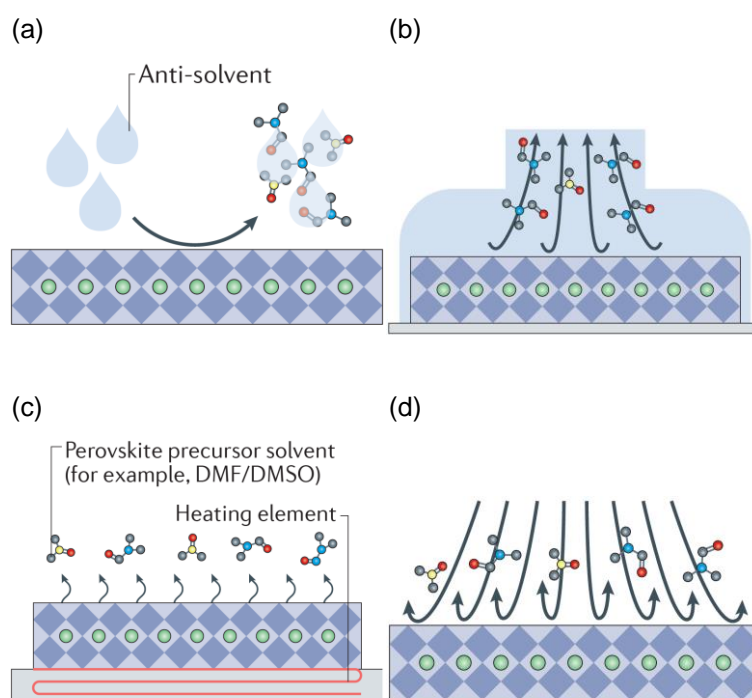 (a)
Anti-solvent
(b)
(c)
Perovskite precursor solvent
(for example, DMF/DMSO)
Heating element
(d)